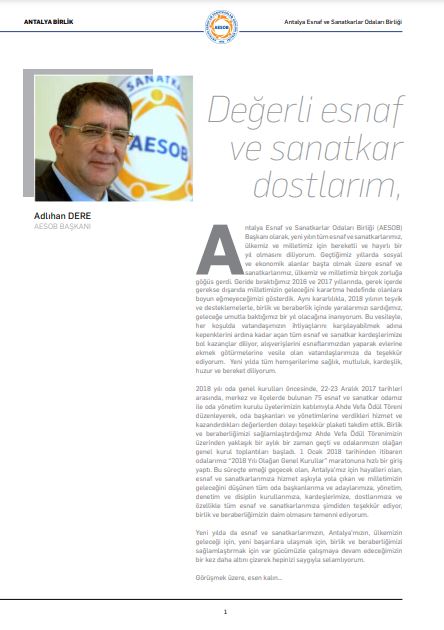 ANTALYA BİRLİK
Antalya Esnaf ve Sanatkarlar Odaları Birliği
AESOB
SANATKA
AESOB
Değerli esnaf
ve sanatkar
dostlarım,
Adlıhan DERE
AESOB BAŞKANI
Antalya Esnaf ve Sanatkarlar Odaları Birliği (AESOB)
Başkanı olarak, yeni yılın tüm esnaf ve sanatkarlarımız,
ülkemiz ve milletimiz için bereketli ve hayırlı bir
yıl olmasını diliyorum. Geçtiğimiz yıllarda sosyal
ve ekonomik alanlar başta olmak üzere esnaf ve
sanatkarlarımız, ülkemiz ve milletimiz birçok zorluğa
göğüs gerdi. Geride bıraktığımız 2016 ve 2017 yıllarında, gerek içerde
gerekse dışarıda milletimizin geleceğini karartma hedefinde olanlara
boyun eğmeyeceğimizi gösterdik. Aynı kararlılıkla, 2018 yılının teşvik
ve desteklemelerle, birlik ve beraberlik içinde yaralarımızı sardığımız,
geleceğe umutla baktığımız bir yıl olacağına inanıyorum. Bu vesileyle,
her koşulda vatandaşımızın ihtiyaçlarını karşılayabilmek adına
kepenklerini ardına kadar açan tüm esnaf ve sanatkar kardeşlerimize
bol kazançlar diliyor, alışverişlerini esnaflarımızdan yaparak evlerine
ekmek götürmelerine vesile olan vatandaşlarımıza da teşekkür
ediyorum. Yeni yılda tüm hemşerilerime sağlık, mutluluk, kardeşlik,
huzur ve bereket diliyorum.
2018 yılı oda genel kurulları öncesinde, 22-23 Aralık 2017 tarihleri
arasında, merkez ve ilçelerde bulunan 75 esnaf ve sanatkar odamız
ile oda yönetim kurulu üyelerimizin katılımıyla Ahde Vefa Ödül Töreni
düzenleyerek, oda başkanları ve yönetimlerine verdikleri hizmet ve
kazandırdıkları değerlerden dolayı teşekkür plaketi takdim ettik. Birlik
ve beraberliğimizi sağlamlaştırdığımız Ahde Vefa Ödül Törenimizin
üzerinden yaklaşık bir aylık bir zaman geçti ve odalarımızın olağan
genel kurul toplantıları başladı. 1 Ocak 2018 tarihinden itibaren
odalarımız "2018 Yılı Olağan Genel Kurullar" maratonuna hızlı bir giriş
yaptı. Bu süreçte emeği geçecek olan, Antalya'mız için hayalleri olan,
esnaf ve sanatkarlarımıza hizmet aşkıyla yola çıkan ve milletimizin
geleceğini düşünen tüm oda başkanlarıma ve adaylarımıza, yönetim,
denetim ve disiplin kurullarımıza, kardeşlerimize, dostlarımıza ve
özellikle tüm esnaf ve sanatkarlarımıza şimdiden teşekkür ediyor,
birlik ve beraberliğimizin daim olmasını temenni ediyorum.
Yeni yılda da esnaf ve sanatkarlarımızın, Antalya'mızın, ülkemizin
geleceği için, yeni başarılara ulaşmak için, birlik ve beraberliğimizi
sağlamlaştırmak için var gücümüzle çalışmaya devam edeceğimizin
bir kez daha altını çizerek hepinizi saygıyla selamlıyorum.
Görüşmek üzere, esen kalın...
1